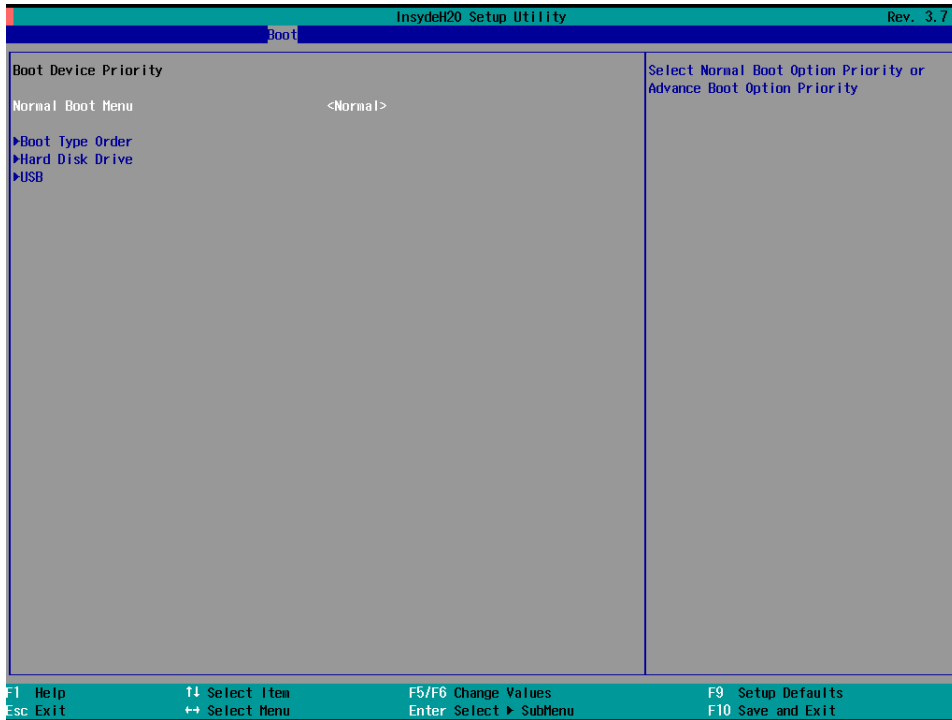 InsydeH20 Setup Utility Rev. 3.7
Boot
Boot Device Priority
Normal Boot Menu <Normal>
▶Boot Type Order
▶Hard Disk Drive
▶USB
Select Normal Boot Option Priority or
Advance Boot Option Priority
F1 Help ↑↓ Select Item F5/F6 Change Values F9 Setup Defaults
Esc Exit ←→ Select Menu Enter Select ▶ SubMenu F10 Save and Exit